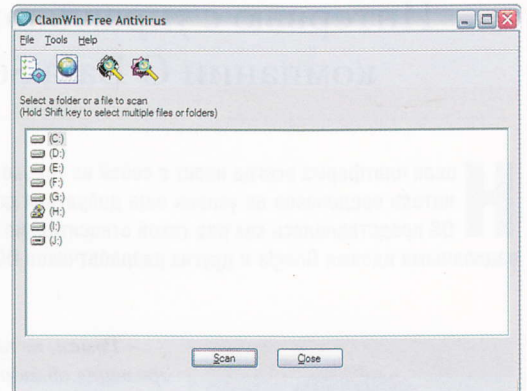 ClamWin Free Antivirus
File Tools Help
Select a folder or a file to scan
(Hold Shift key to select multiple files or folders)
(C:)
(D:)
(E:)
(F:)
(G:)
(H:)
(I:)
(J:)
Scan Close